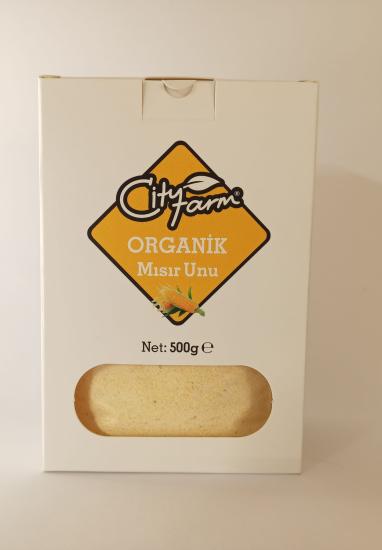 City
Farm®
ORGANİK
Mısır Unu
Net: 500g ℮